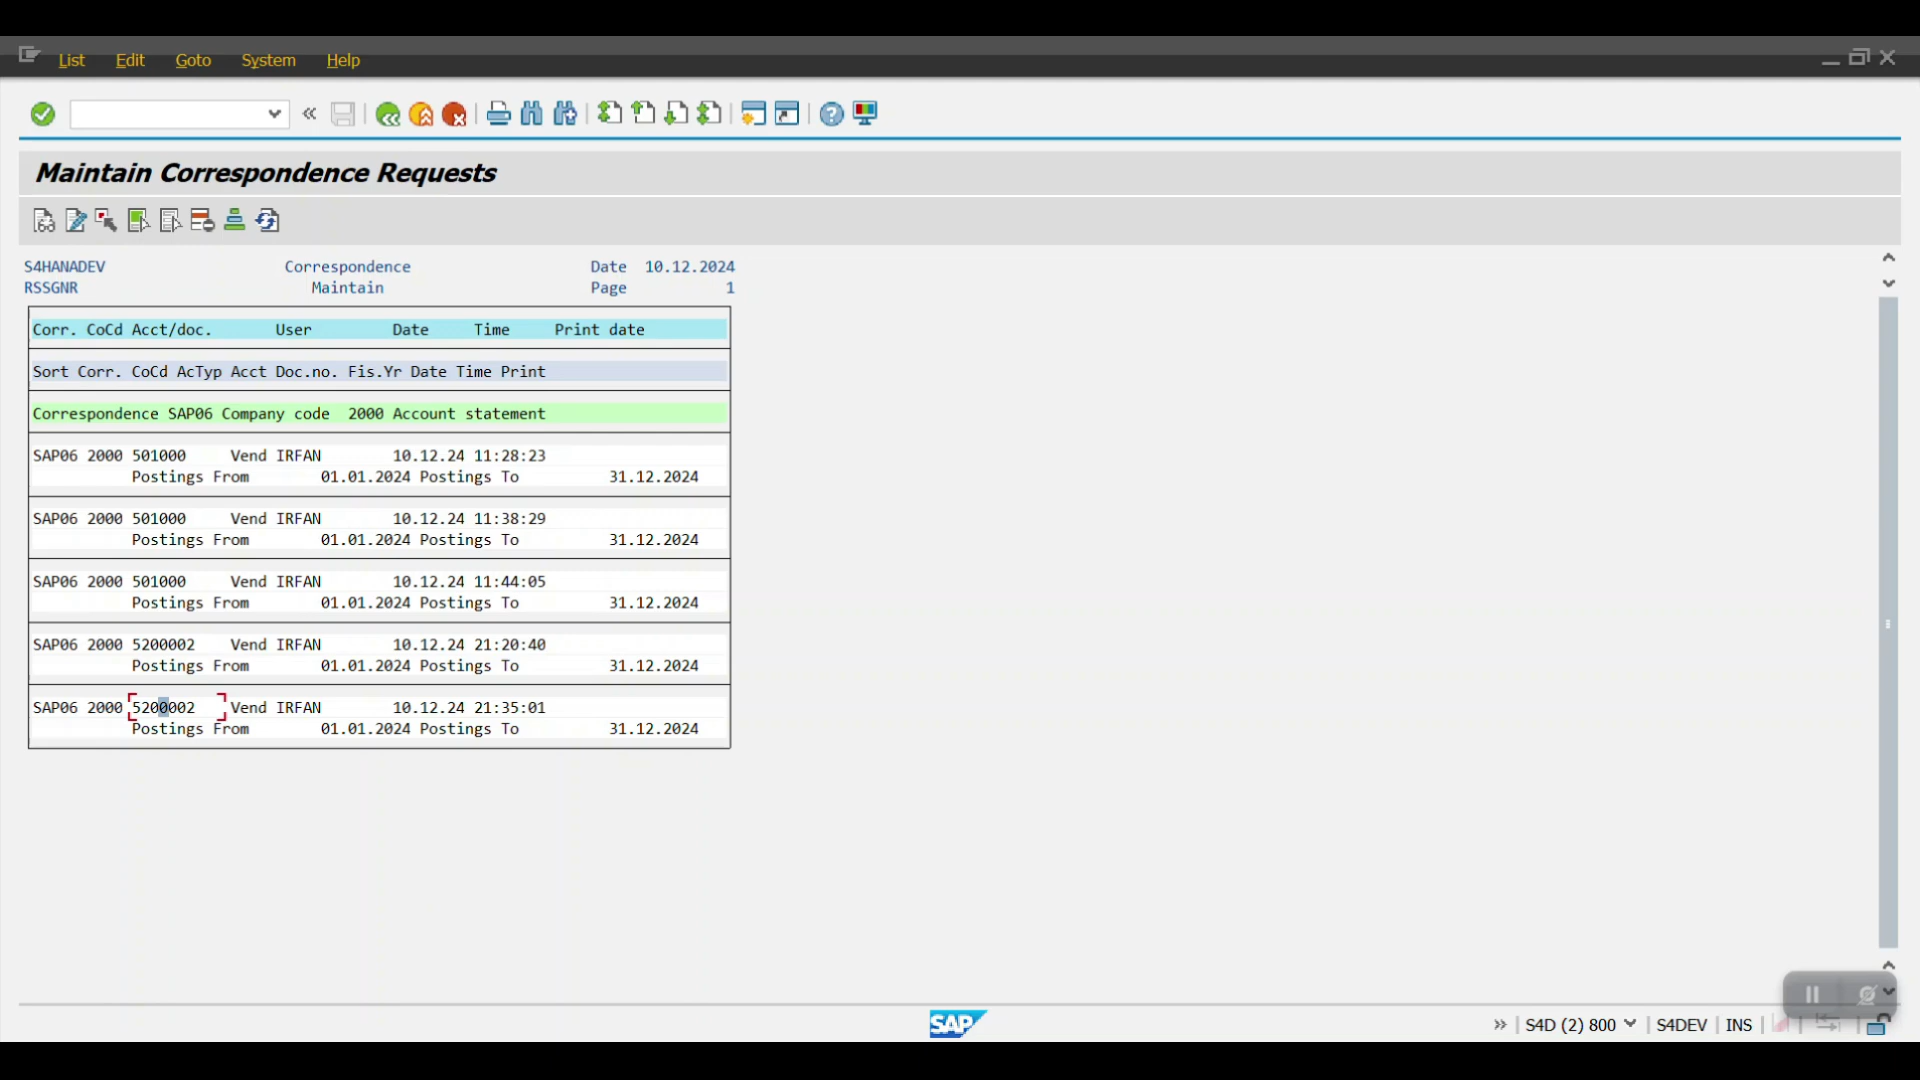 List Edit Goto System Help
Maintain Correspondence Requests
S4HANADEV Correspondence Date 10.12.2024
RSSGNR Maintain Page 1
Corr. CoCd Acct/doc. User Date Time Print date
Sort Corr. CoCd AcTyp Acct Doc.no. Fis.Yr Date Time Print
Correspondence SAP06 Company code 2000 Account statement
SAP06 2000 501000 Vend IRFAN 10.12.24 11:28:23
Postings From 01.01.2024 Postings To 31.12.2024
SAP06 2000 501000 Vend IRFAN 10.12.24 11:38:29
Postings From 01.01.2024 Postings To 31.12.2024
SAP06 2000 501000 Vend IRFAN 10.12.24 11:44:05
Postings From 01.01.2024 Postings To 31.12.2024
SAP06 2000 5200002 Vend IRFAN 10.12.24 21:20:40
Postings From 01.01.2024 Postings To 31.12.2024
SAP06 2000 5200002 Vend IRFAN 10.12.24 21:35:01
Postings From 01.01.2024 Postings To 31.12.2024
SAP S4D (2) 800 S4DEV INS